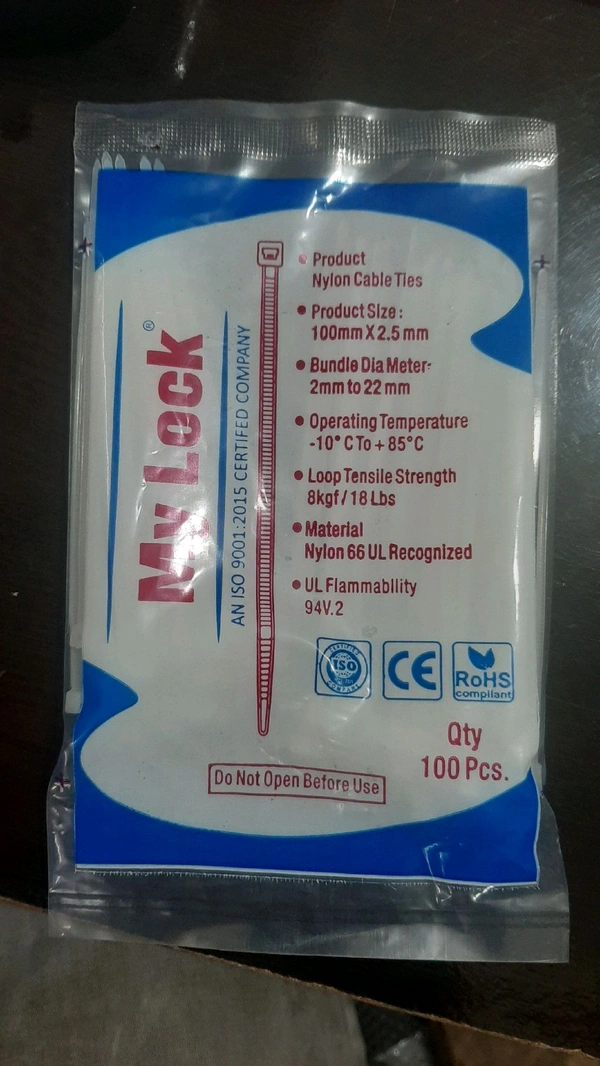 My Lock®
AN ISO 9001:2015 CERTIFED COMPANY
Product
Nylon Cable Ties
Product Size :
100mm X 2.5 mm
Bundle Dia Meter:
2mm to 22 mm
Operating Temperature
-10° C To + 85°C
Loop Tensile Strength
8kgf / 18 Lbs
Material
Nylon 66 UL Recognized
UL Flammability
94V.2
CERTIFIED
ISO
COMPANY
CE
RoHS
compliant
Qty
100 Pcs.
Do Not Open Before Use